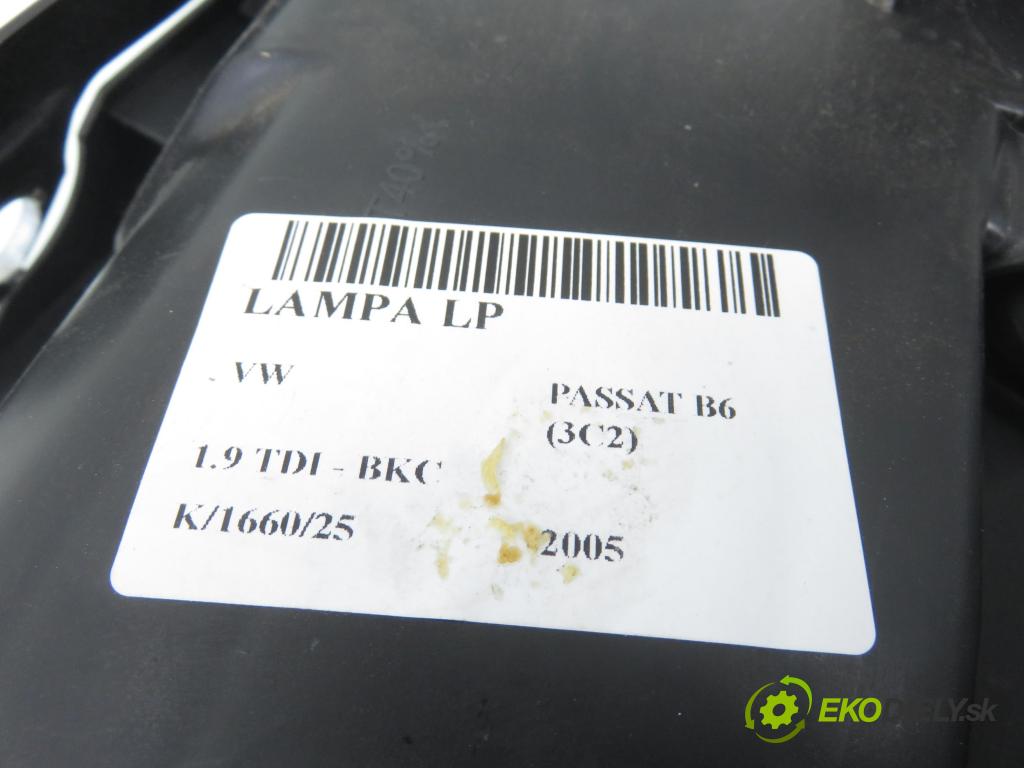 LAMPA LP
VW
PASSAT B6
(3C2)
1.9 TDI - BKC
K/1660/25
2005
EKODIELY.sk